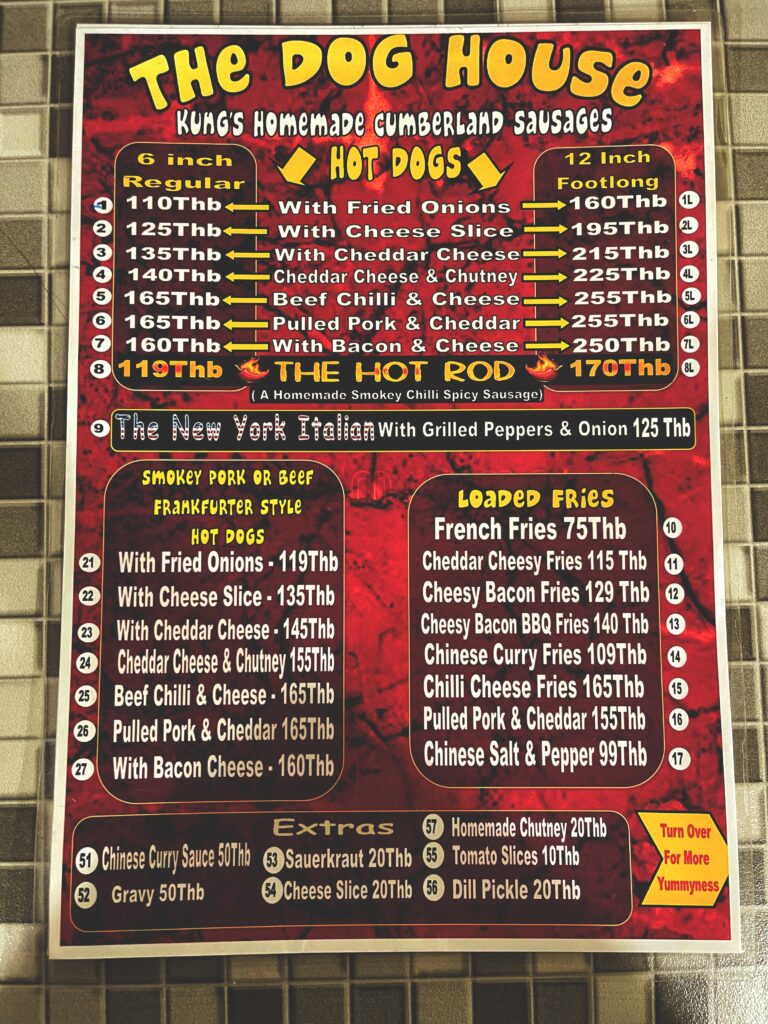 THE DOG HOUSE
KUNG'S HOMEMADE CUMBERLAND SAUSAGES
HOT DOGS
6 inch
Regular
12 Inch
Footlong
1 110Thb With Fried Onions 160Thb 1L
2 125Thb With Cheese Slice 195Thb 2L
3 135Thb With Cheddar Cheese 215Thb 3L
4 140Thb Cheddar Cheese & Chutney 225Thb 4L
5 165Thb Beef Chilli & Cheese 255Thb 5L
6 165Thb Pulled Pork & Cheddar 255Thb 6L
7 160Thb With Bacon & Cheese 250Thb 7L
8 119Thb THE HOT ROD 170Thb 8L
( A Homemade Smokey Chilli Spicy Sausage)
9 The New York Italian With Grilled Peppers & Onion 125 Thb
SMOKEY PORK OR BEEF
FRANKFURTER STYLE
HOT DOGS
21 With Fried Onions - 119Thb
22 With Cheese Slice - 135Thb
23 With Cheddar Cheese - 145Thb
24 Cheddar Cheese & Chutney 155Thb
25 Beef Chilli & Cheese - 165Thb
26 Pulled Pork & Cheddar 165Thb
27 With Bacon Cheese - 160Thb
LOADED FRIES
French Fries 75Thb 10
Cheddar Cheesy Fries 115 Thb 11
Cheesy Bacon Fries 129 Thb 12
Cheesy Bacon BBQ Fries 140 Thb 13
Chinese Curry Fries 109Thb 14
Chilli Cheese Fries 165Thb 15
Pulled Pork & Cheddar 155Thb 16
Chinese Salt & Pepper 99Thb 17
Extras
51 Chinese Curry Sauce 50Thb
52 Gravy 50Thb
53 Sauerkraut 20Thb
54 Cheese Slice 20Thb
57 Homemade Chutney 20Thb
55 Tomato Slices 10Thb
56 Dill Pickle 20Thb
Turn Over
For More
Yummyness